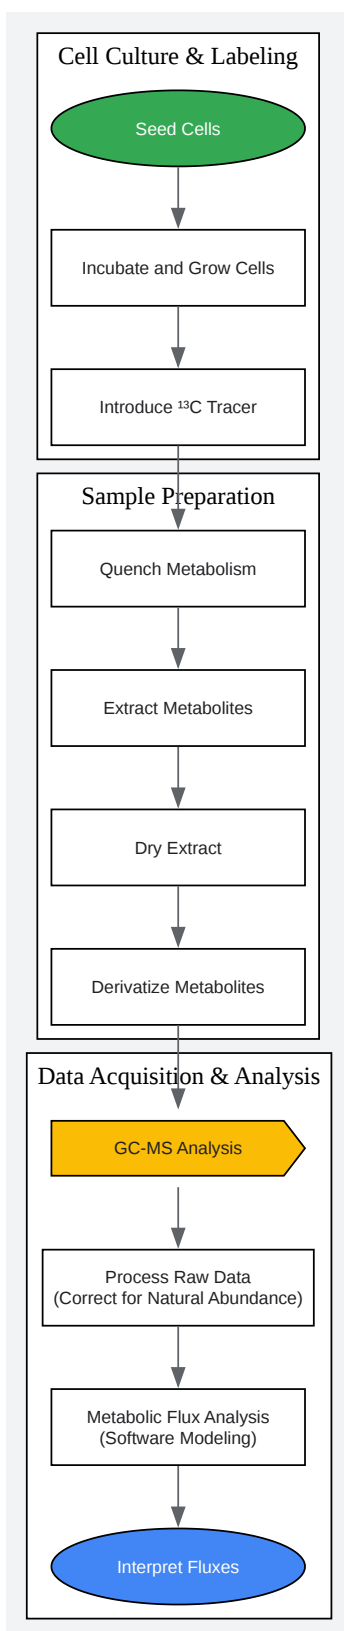 Cell Culture & Labeling
Seed Cells
Incubate and Grow Cells
Introduce ¹³C Tracer
Sample Preparation
Quench Metabolism
Extract Metabolites
Dry Extract
Derivatize Metabolites
Data Acquisition & Analysis
GC-MS Analysis
Process Raw Data
(Correct for Natural Abundance)
Metabolic Flux Analysis
(Software Modeling)
Interpret Fluxes